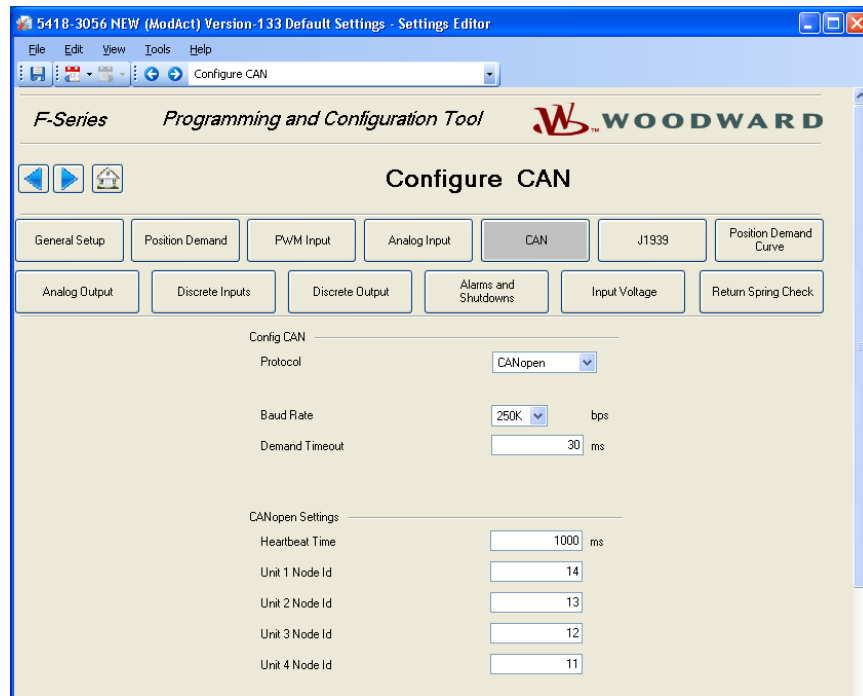 5418-3056 NEW (ModAct) Version-133 Default Settings - Settings Editor
File Edit View Tools Help
Configure CAN
F-Series Programming and Configuration Tool WOODWARD
Configure CAN
General Setup Position Demand PWM Input Analog Input CAN J1939 Position Demand Curve
Analog Output Discrete Inputs Discrete Output Alarms and Shutdowns Input Voltage Return Spring Check
Config CAN
Protocol CANopen
Baud Rate 250K bps
Demand Timeout 30 ms
CANopen Settings
Heartbeat Time 1000 ms
Unit 1 Node Id 14
Unit 2 Node Id 13
Unit 3 Node Id 12
Unit 4 Node Id 11